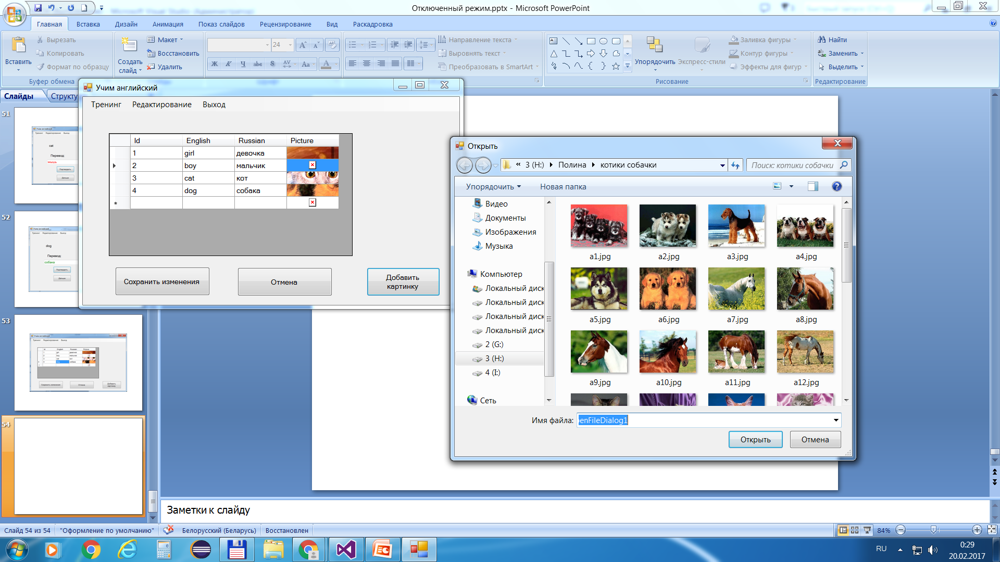 Отключенный режим.pptx - Microsoft PowerPoint
Главная Вставка Дизайн Анимация Показ слайдов Рецензирование Вид Раскадровка
Вставить
Вырезать
Копировать
Формат по образцу
Буфер обмена
Создать слайд
Макет
Восстановить
Удалить
24
Ж К Ч abe S AV Aa A
Направление текста
Выровнять текст
Преобразовать в SmartArt
Упорядочить
Экспресс-стили
Заливка фигуры
Контур фигуры
Эффекты для фигур
Рисование
Найти
Заменить
Выделить
Редактирование
Слайды Структу
51
cat
Перевод:
52
dog
Перевод:
собака
53
54
Учим английский
Тренинг Редактирование Выход
Id English Russian Picture
1 girl девочка
2 boy мальчик
3 cat кот
4 dog собака
Сохранить изменения
Отмена
Добавить
картинку
Открыть
« 3 (H:) Полина котики собачки
Поиск: котики собачки
Упорядочить Новая папка
Видео
Документы
Изображения
Музыка
Компьютер
Локальный диск
Локальный диск
Локальный диск
Локальный диск
2 (G:)
3 (H:)
4 (I:)
Сеть
a1.jpg a2.jpg a3.jpg a4.jpg
a5.jpg a6.jpg a7.jpg a8.jpg
a9.jpg a10.jpg a11.jpg a12.jpg
Имя файла: enFileDialog1
Открыть Отмена
Заметки к слайду
Слайд 54 из 54 "Оформление по умолчанию" Белорусский (Беларусь) Восстановлен 84%
RU
0:29
20.02.2017